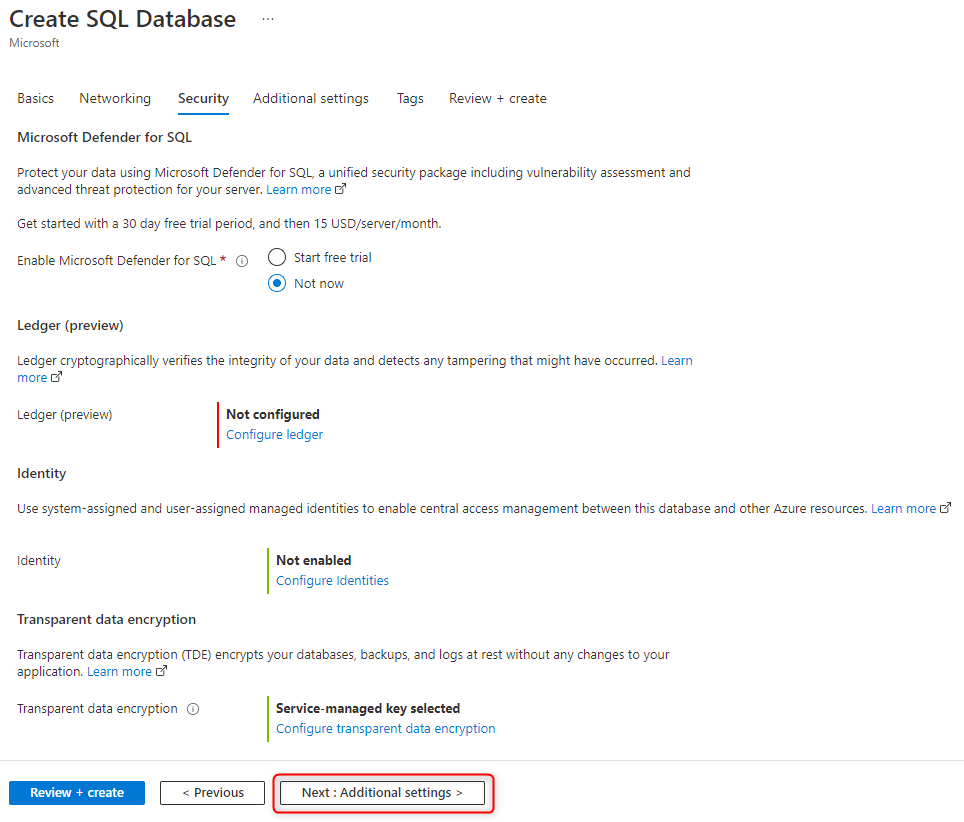 Create SQL Database ...
Microsoft
Basics Networking Security Additional settings Tags Review + create
Microsoft Defender for SQL
Protect your data using Microsoft Defender for SQL, a unified security package including vulnerability assessment and
advanced threat protection for your server. Learn more
Get started with a 30 day free trial period, and then 15 USD/server/month.
Enable Microsoft Defender for SQL * Start free trial
Not now
Ledger (preview)
Ledger cryptographically verifies the integrity of your data and detects any tampering that might have occurred. Learn
more
Ledger (preview) Not configured
Configure ledger
Identity
Use system-assigned and user-assigned managed identities to enable central access management between this database and other Azure resources. Learn more
Identity Not enabled
Configure Identities
Transparent data encryption
Transparent data encryption (TDE) encrypts your databases, backups, and logs at rest without any changes to your
application. Learn more
Transparent data encryption Service-managed key selected
Configure transparent data encryption
Review + create < Previous Next : Additional settings >